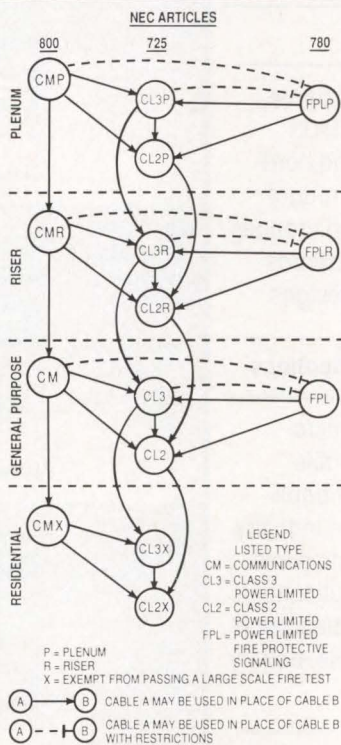 NEC ARTICLES
800 725 780
PLENUM
CMP
CL3P
FPLP
CL2P
RISER
CMR
CL3R
FPLR
CL2R
GENERAL PURPOSE
CM
CL3
FPL
CL2
RESIDENTIAL
CMX
CL3X
CL2X
LEGEND:
LISTED TYPE
CM = COMMUNICATIONS
CL3 = CLASS 3
POWER LIMITED
CL2 = CLASS 2
POWER LIMITED
FPL = POWER LIMITED
FIRE PROTECTIVE
SIGNALING
P = PLENUM
R = RISER
X = EXEMPT FROM PASSING A LARGE SCALE FIRE TEST
A B CABLE A MAY BE USED IN PLACE OF CABLE B
A B CABLE A MAY BE USED IN PLACE OF CABLE B
WITH RESTRICTIONS